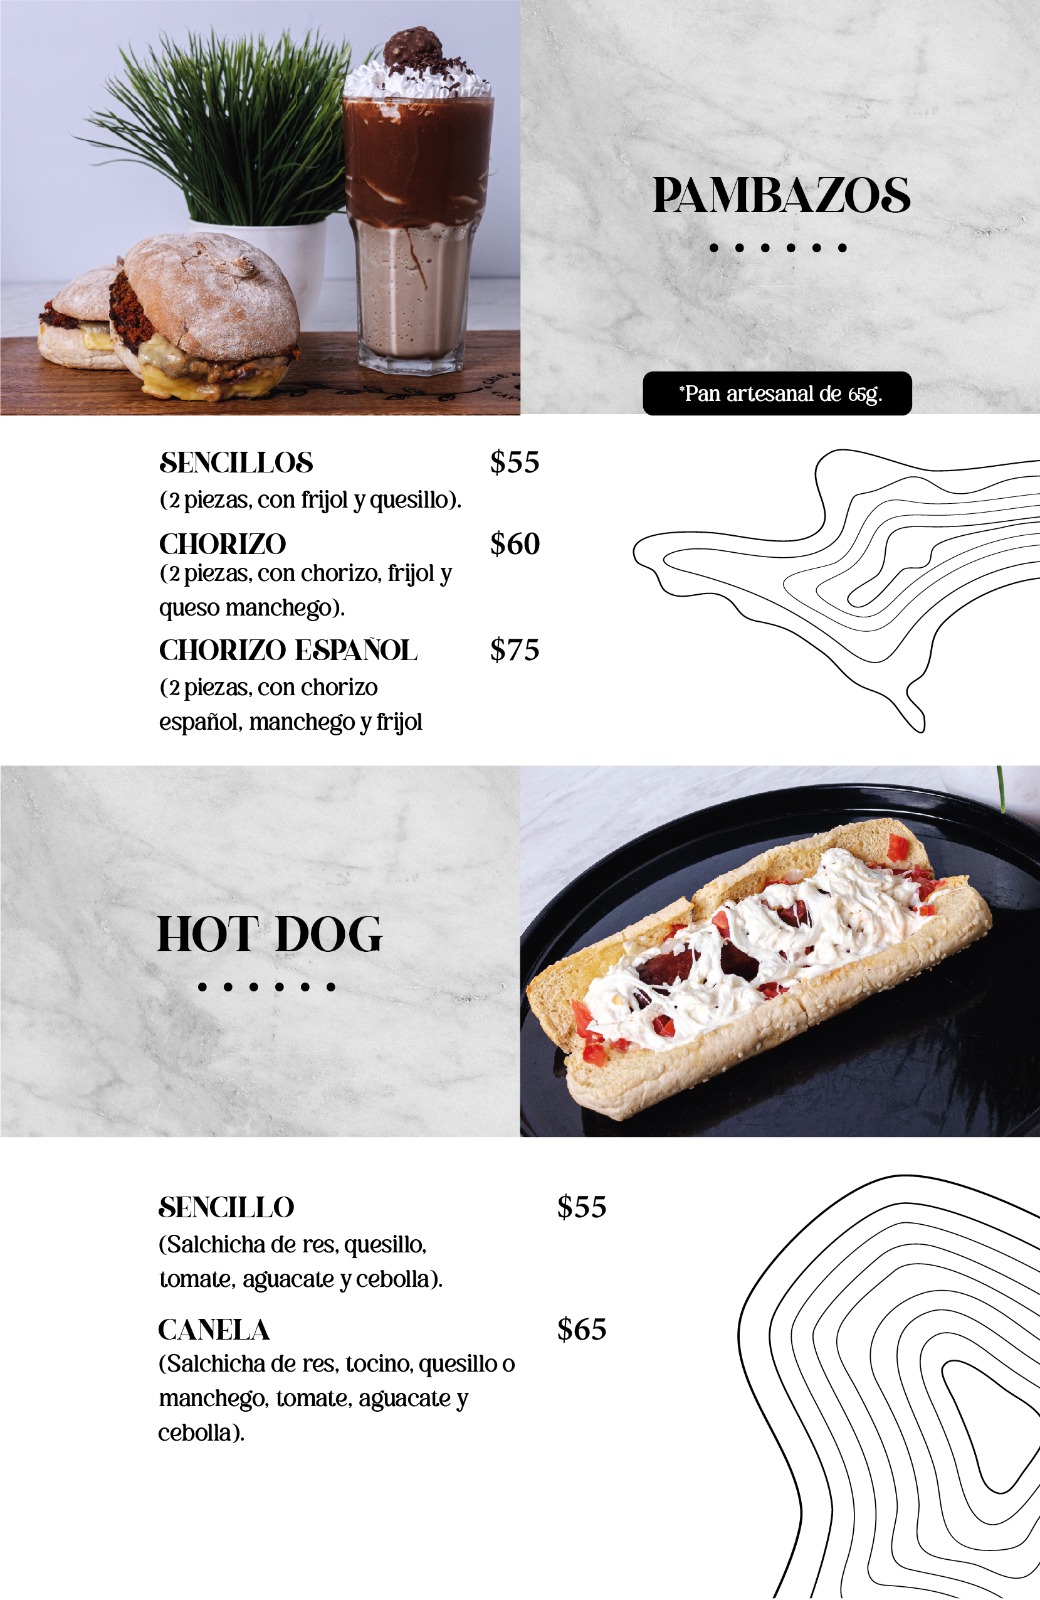 PAMBAZOS
*Pan artesanal de 65g.
SENCILLOS $55
(2 piezas, con frijol y quesillo).
CHORIZO $60
(2 piezas, con chorizo, frijol y
queso manchego).
CHORIZO ESPAÑOL $75
(2 piezas, con chorizo
español, manchego y frijol
HOT DOG
SENCILLO $55
(Salchicha de res, quesillo,
tomate, aguacate y cebolla).
CANELA $65
(Salchicha de res, tocino, quesillo o
manchego, tomate, aguacate y
cebolla).